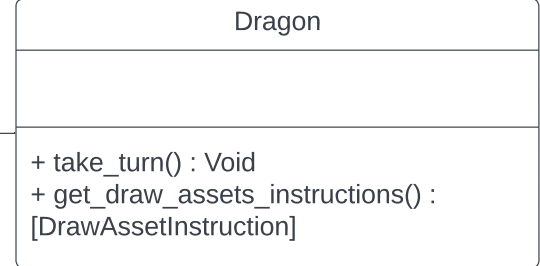 Dragon
+ take_turn() : Void
+ get_draw_assets_instructions() :
[DrawAssetInstruction]